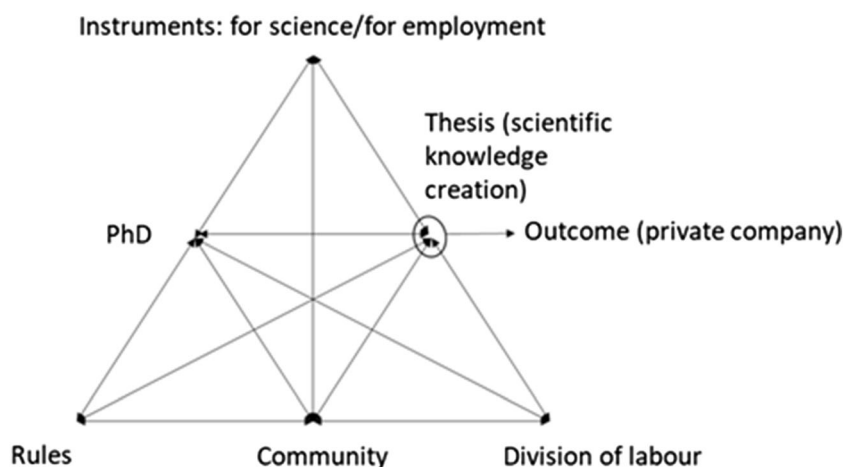 Instruments: for science/for employment
Thesis (scientific
knowledge
creation)
PhD
Outcome (private company)
Rules
Community
Division of labour